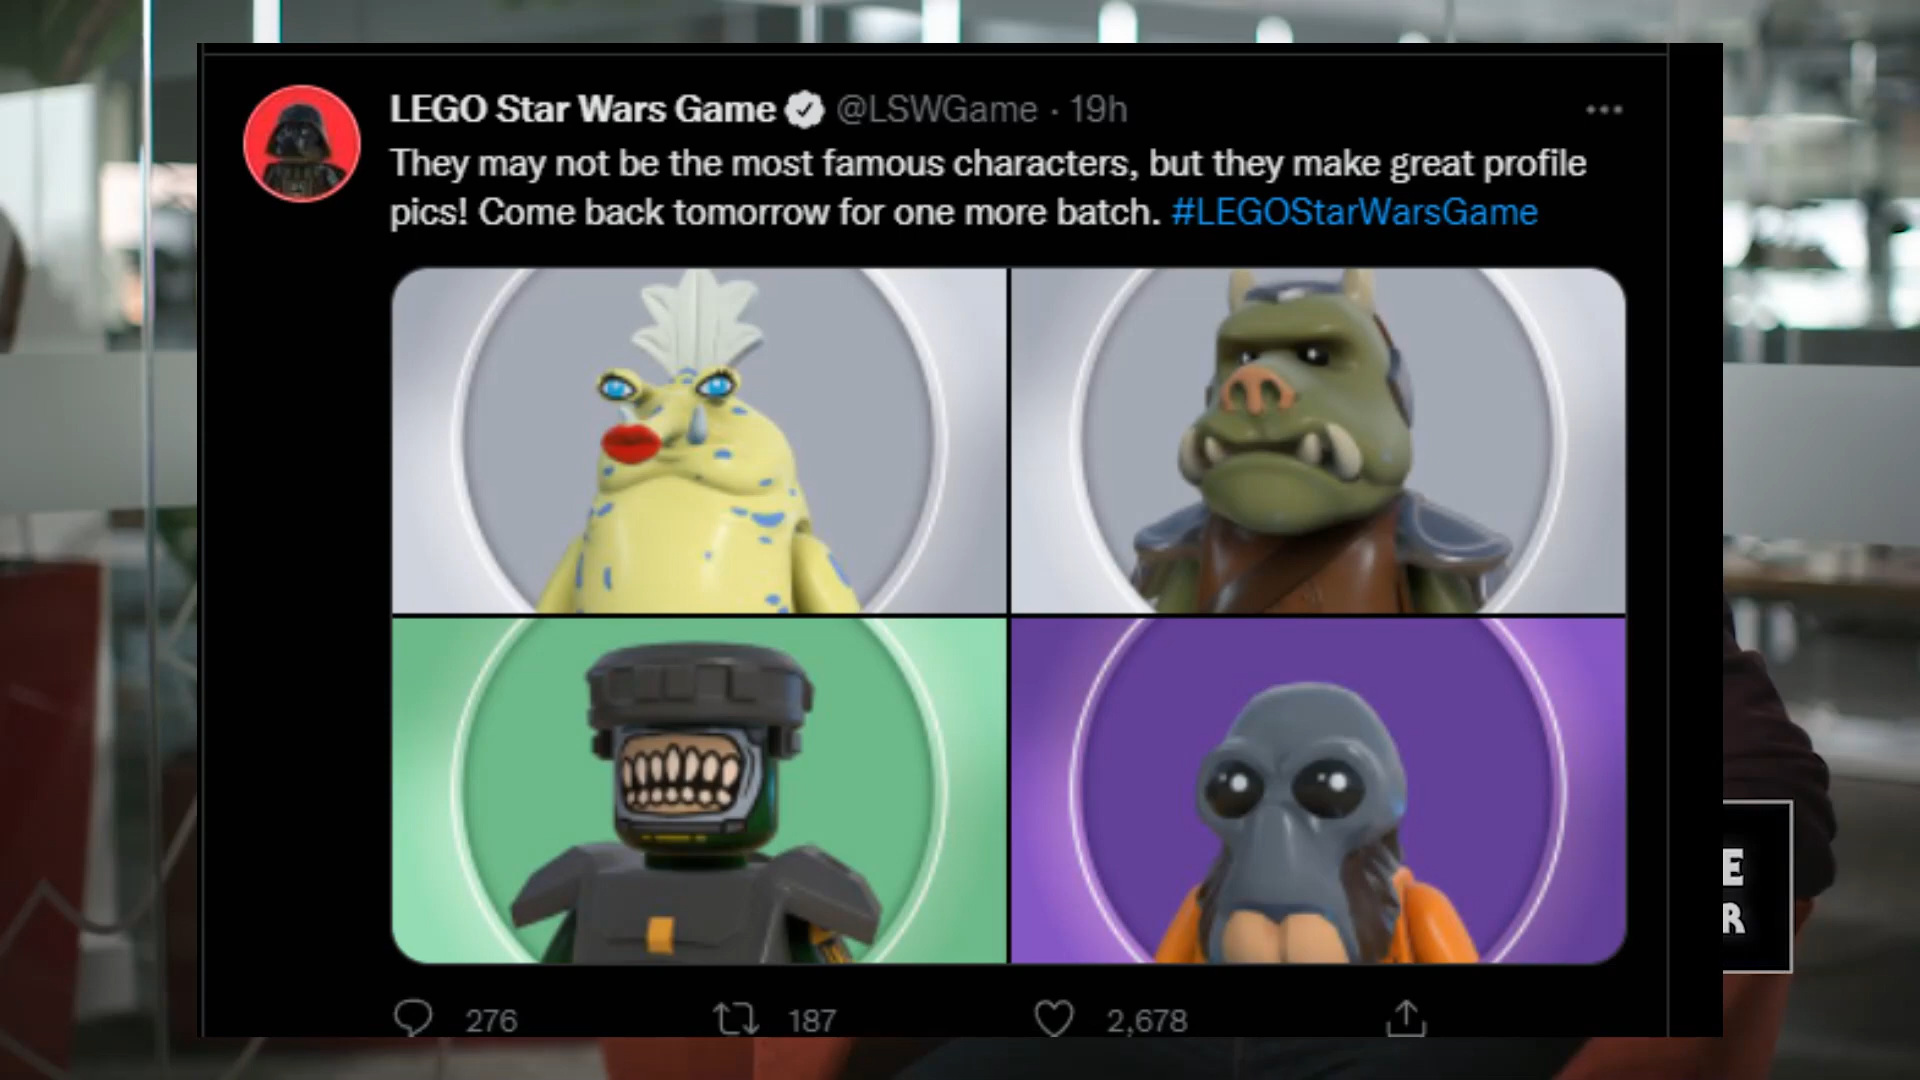 LEGO Star Wars Game @LSWGame · 19h
They may not be the most famous characters, but they make great profile
pics! Come back tomorrow for one more batch. #LEGOStarWarsGame
E
R
276 187 2,678